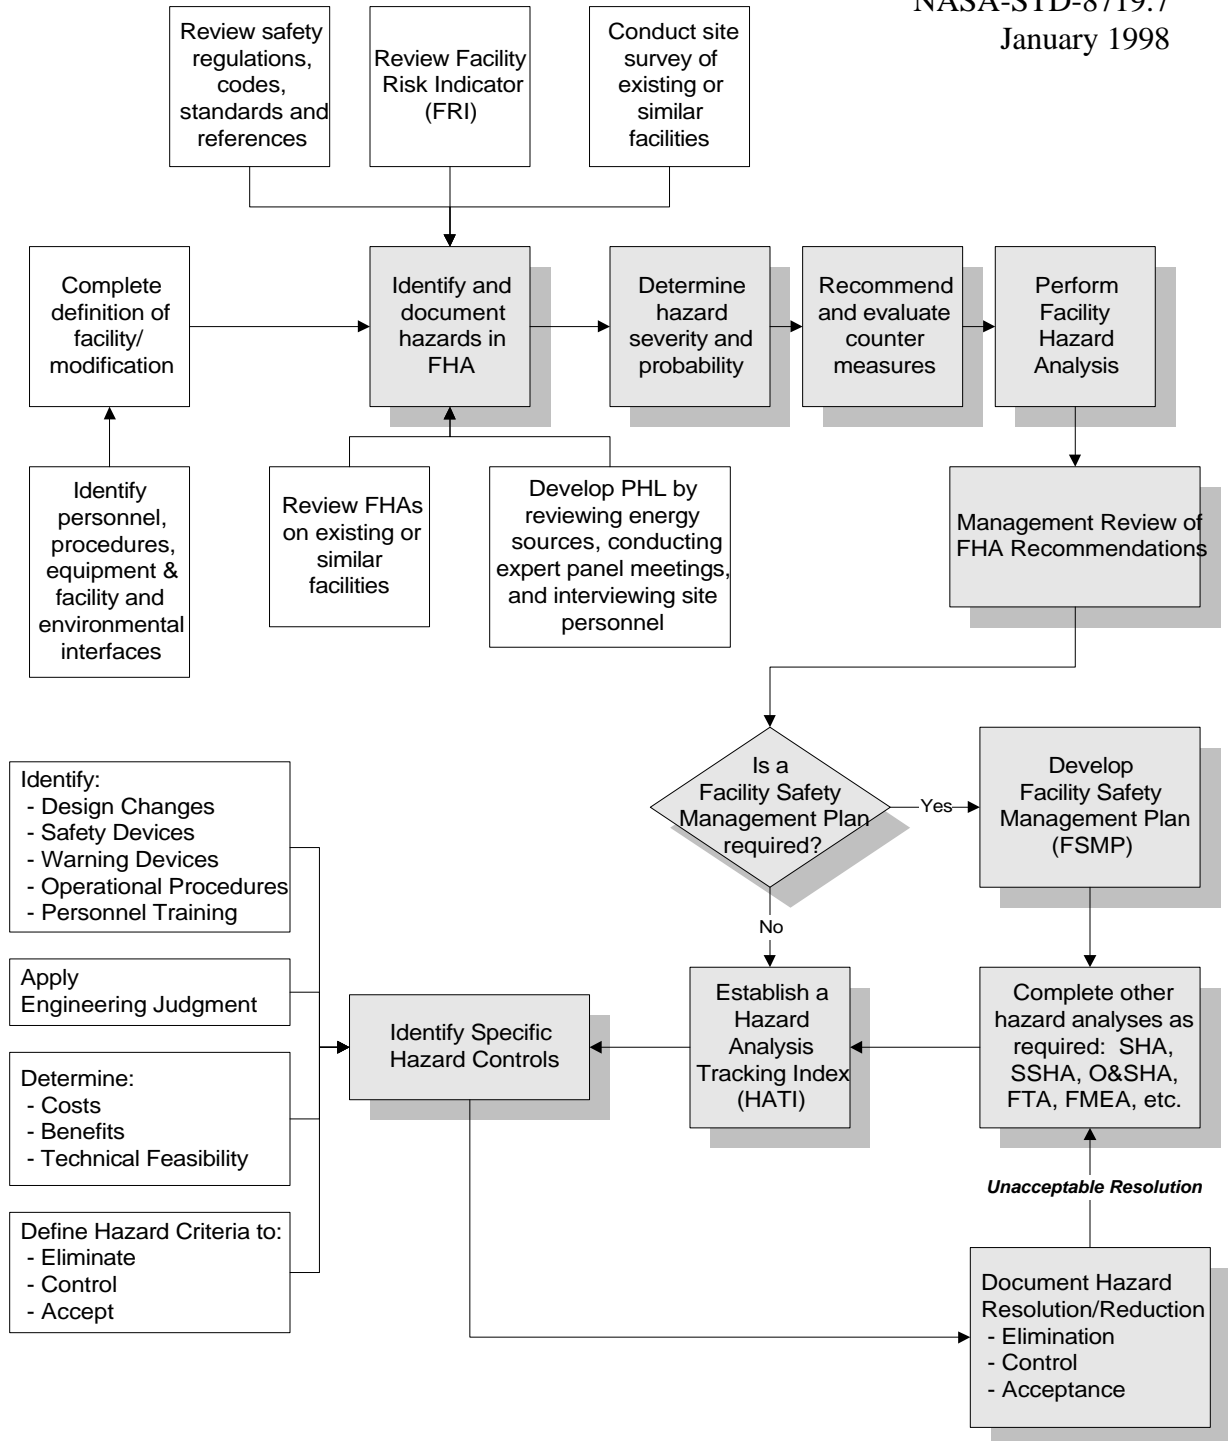 NASA-STD-8719.7
January 1998
Review safety
regulations,
codes,
standards and
references
Review Facility
Risk Indicator
(FRI)
Conduct site
survey of
existing or
similar
facilities
Complete
definition of
facility/
modification
Identify and
document
hazards in
FHA
Determine
hazard
severity and
probability
Recommend
and evaluate
counter
measures
Perform
Facility
Hazard
Analysis
Identify
personnel,
procedures,
equipment &
facility and
environmental
interfaces
Review FHAs
on existing or
similar
facilities
Develop PHL by
reviewing energy
sources, conducting
expert panel meetings,
and interviewing site
personnel
Management Review of
FHA Recommendations
Is a
Facility Safety
Management Plan
required?
Yes
No
Develop
Facility Safety
Management Plan
(FSMP)
Identify:
- Design Changes
- Safety Devices
- Warning Devices
- Operational Procedures
- Personnel Training
Apply
Engineering Judgment
Determine:
- Costs
- Benefits
- Technical Feasibility
Define Hazard Criteria to:
- Eliminate
- Control
- Accept
Identify Specific
Hazard Controls
Establish a
Hazard
Analysis
Tracking Index
(HATI)
Complete other
hazard analyses as
required:  SHA,
SSHA, O&SHA,
FTA, FMEA, etc.
Unacceptable Resolution
Document Hazard
Resolution/Reduction
- Elimination
- Control
- Acceptance